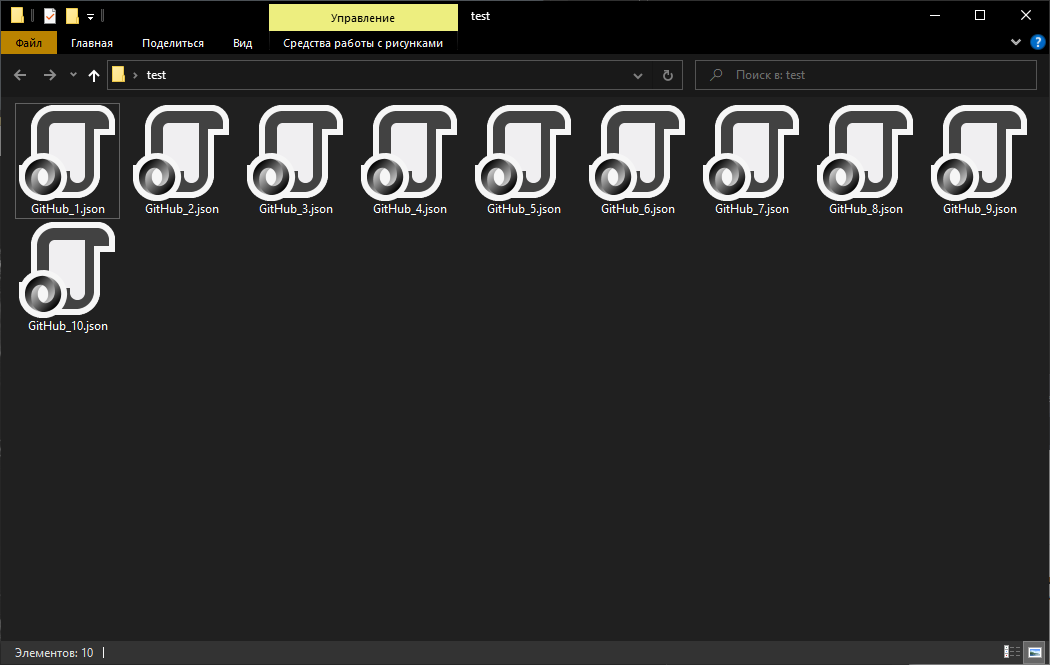 Управление
test
Файл
Главная
Поделиться
Вид
Средства работы с рисунками
?
test
Поиск в: test
GitHub_1.json
GitHub_2.json
GitHub_3.json
GitHub_4.json
GitHub_5.json
GitHub_6.json
GitHub_7.json
GitHub_8.json
GitHub_9.json
GitHub_10.json
Элементов: 10